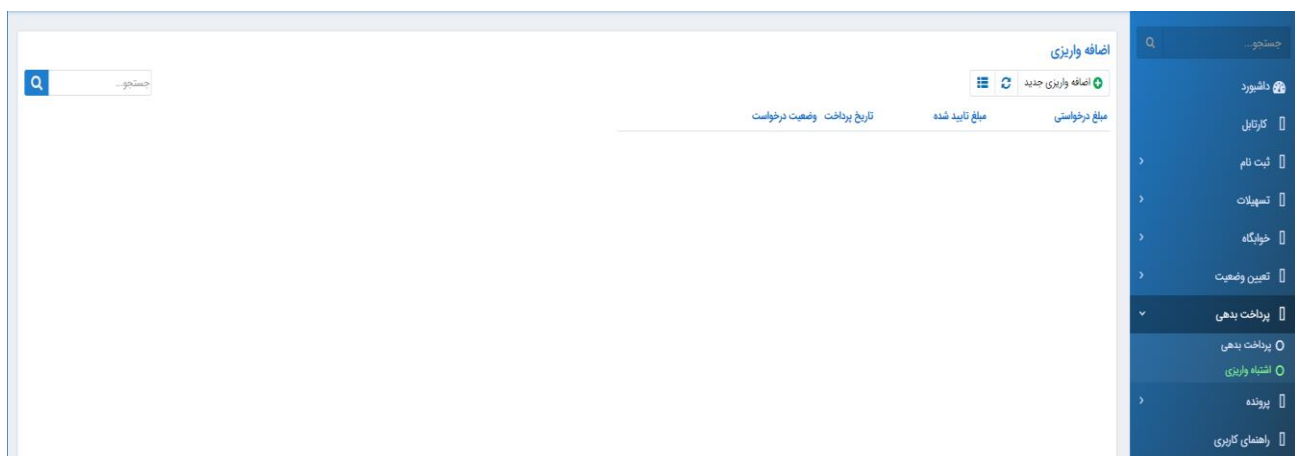 جستجو...
داشبورد
کارتابل
ثبت نام
تسهیلات
خوابگاه
تعیین وضعیت
پرداخت بدهی
پرداخت بدهی
اشتباه واریزی
پرونده
راهنمای کاربری
اضافه واریزی
اضافه واریزی جدید
جستجو...
مبلغ درخواستی مبلغ تایید شده تاریخ پرداخت وضعیت درخواست